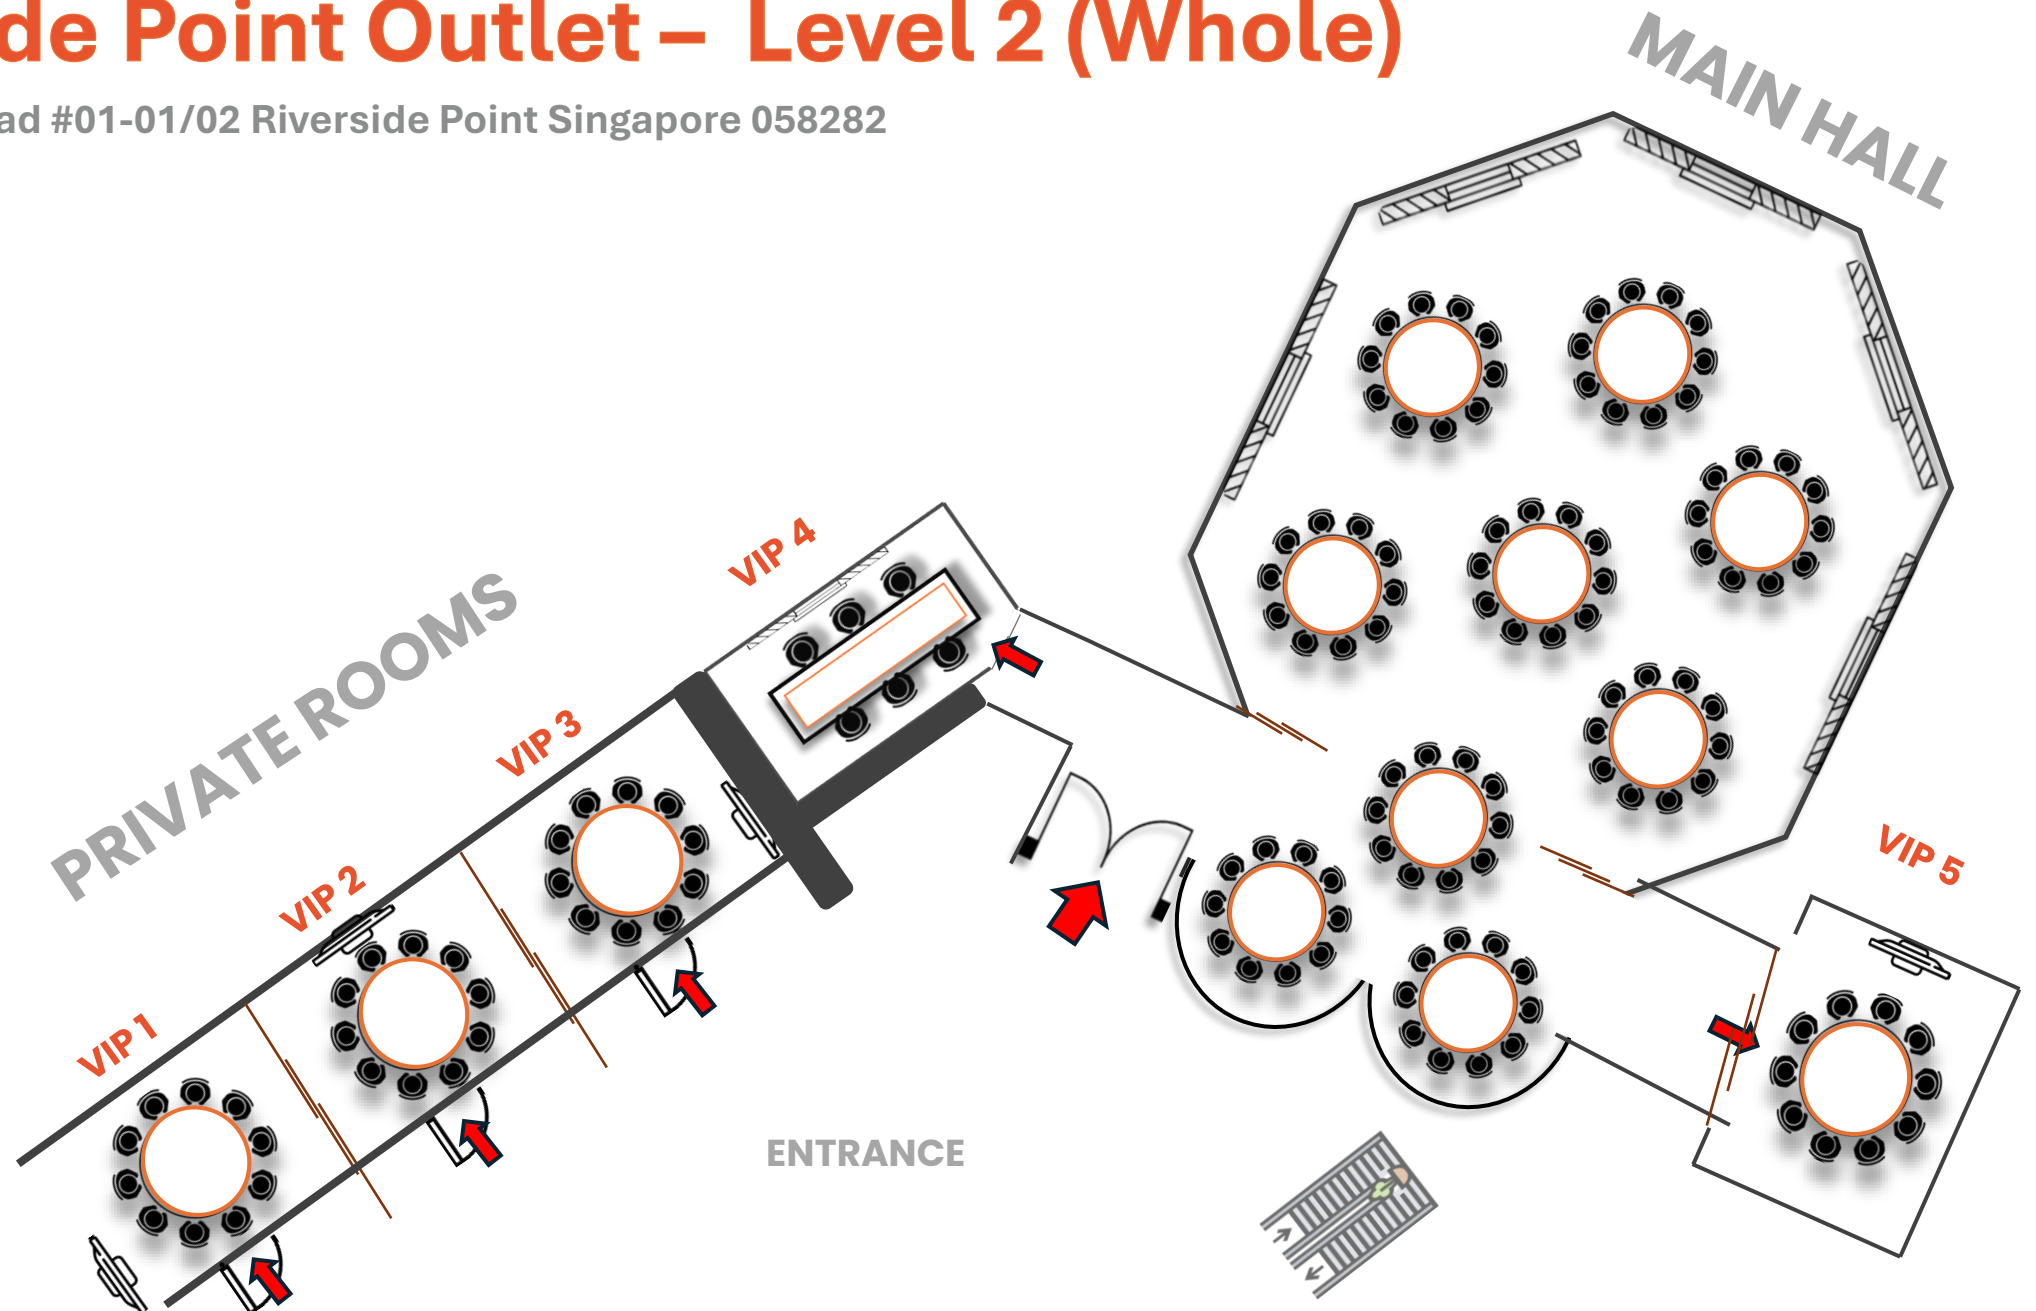 de Point Outlet – Level 2 (Whole)
ad #01-01/02 Riverside Point Singapore 058282
MAIN HALL
VIP 4
PRIVATE ROOMS
VIP 3
VIP 2
VIP 5
VIP 1
ENTRANCE